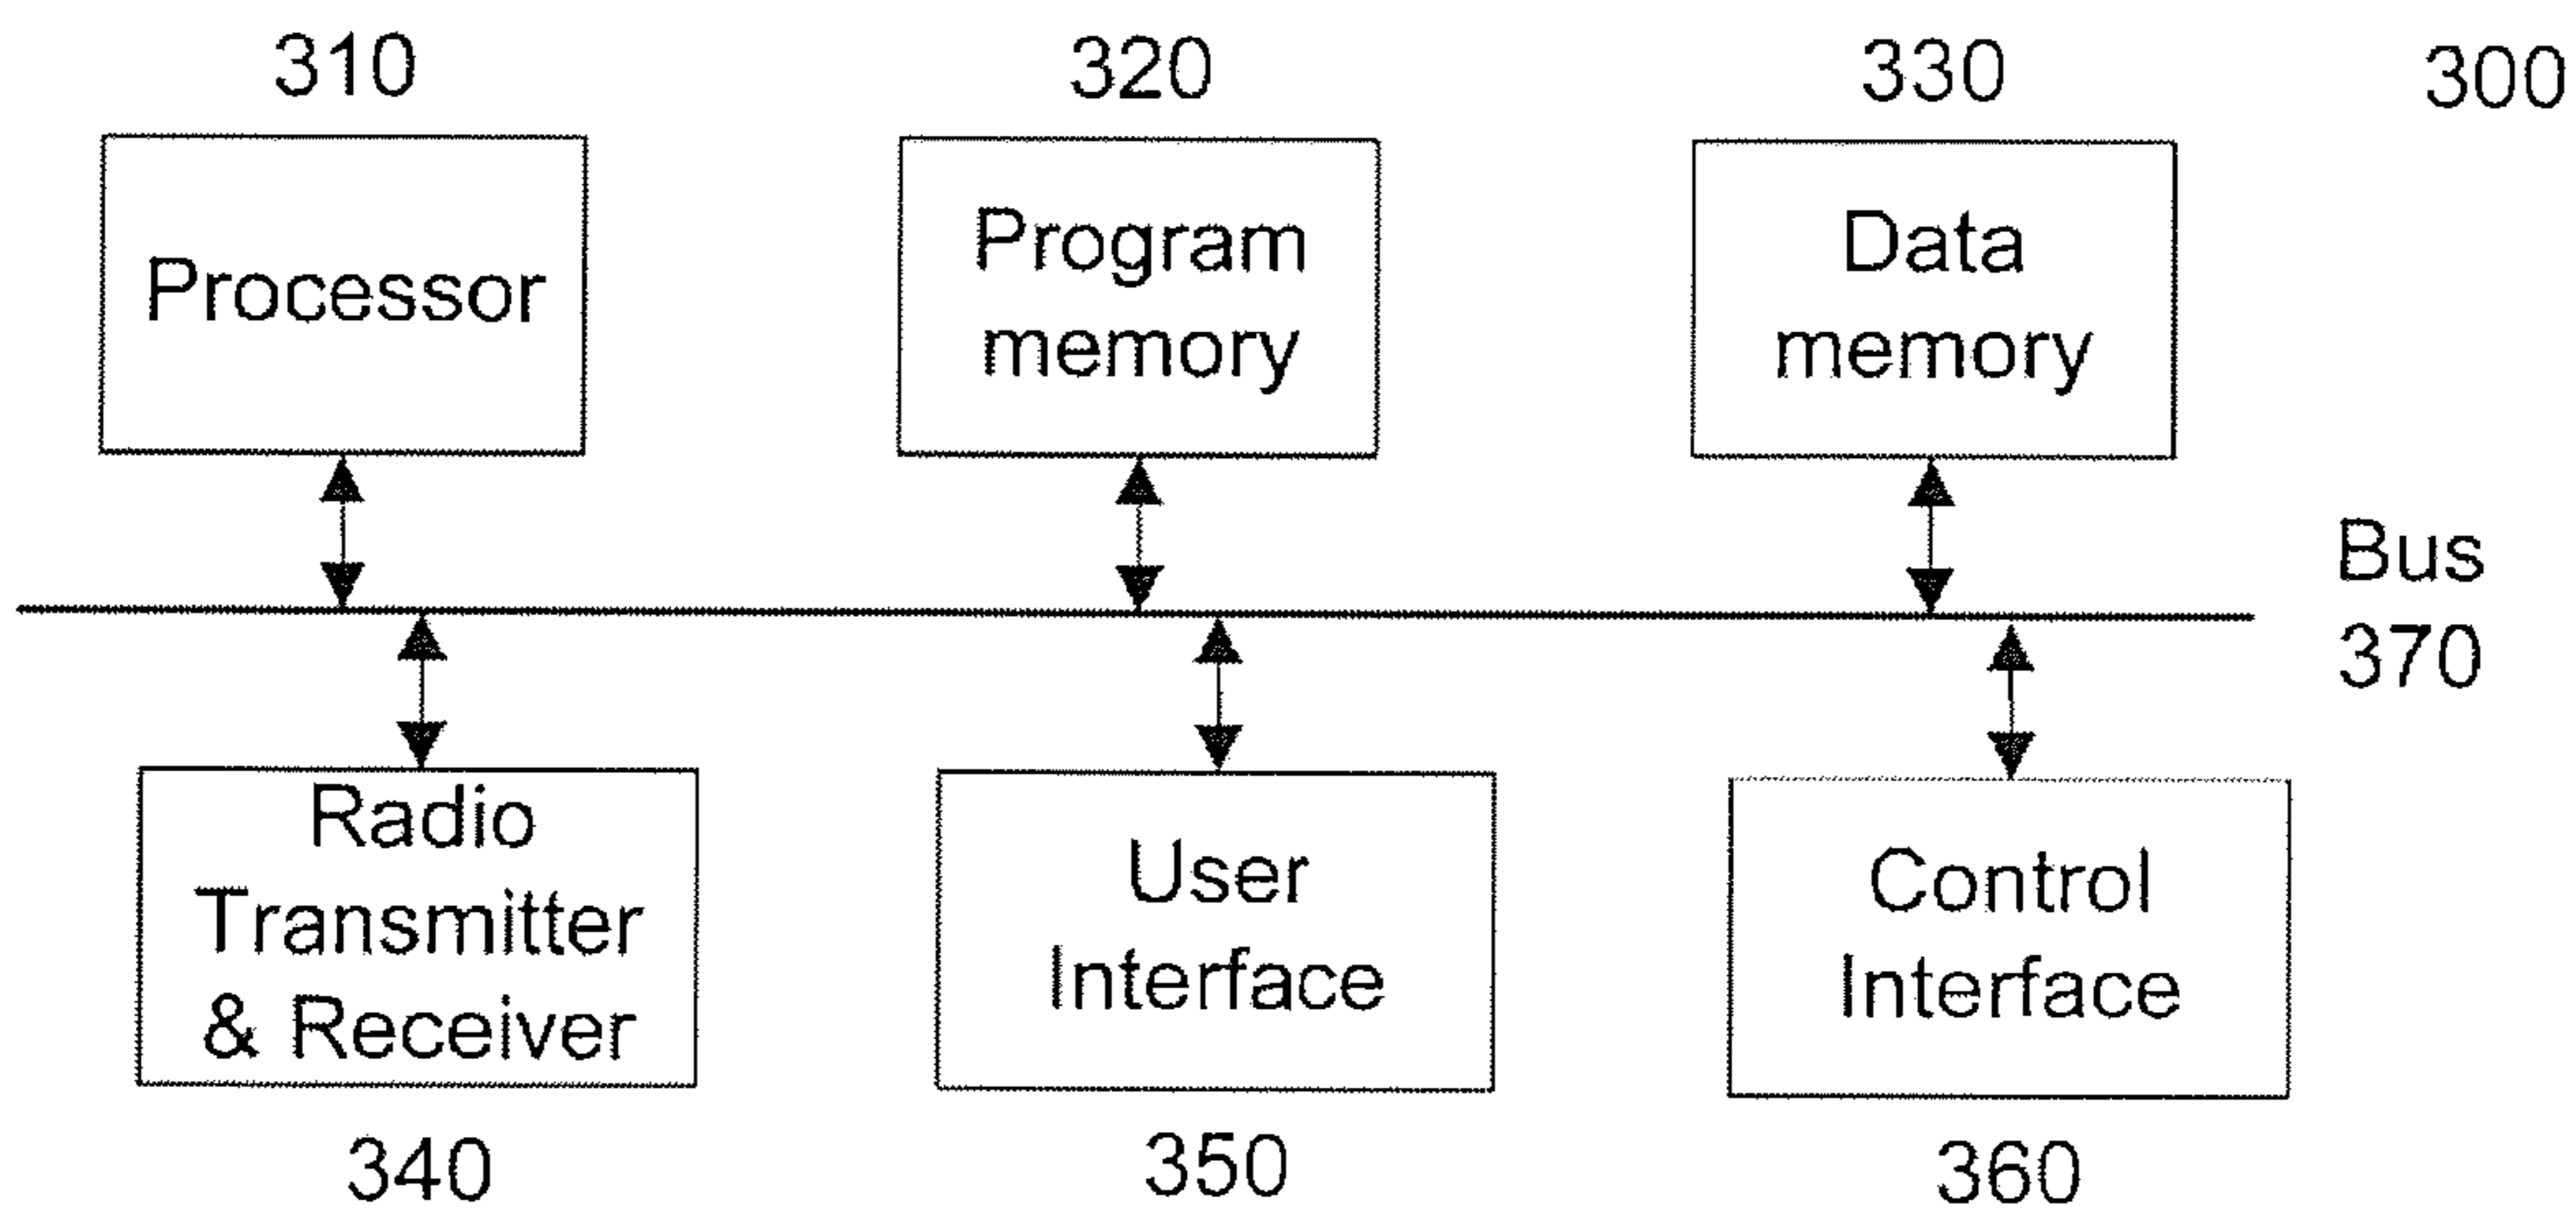 310
320
330
300
Processor
Program
memory
Data
memory
Bus
370
Radio
Transmitter
& Receiver
User
Interface
Control
Interface
340
350
360